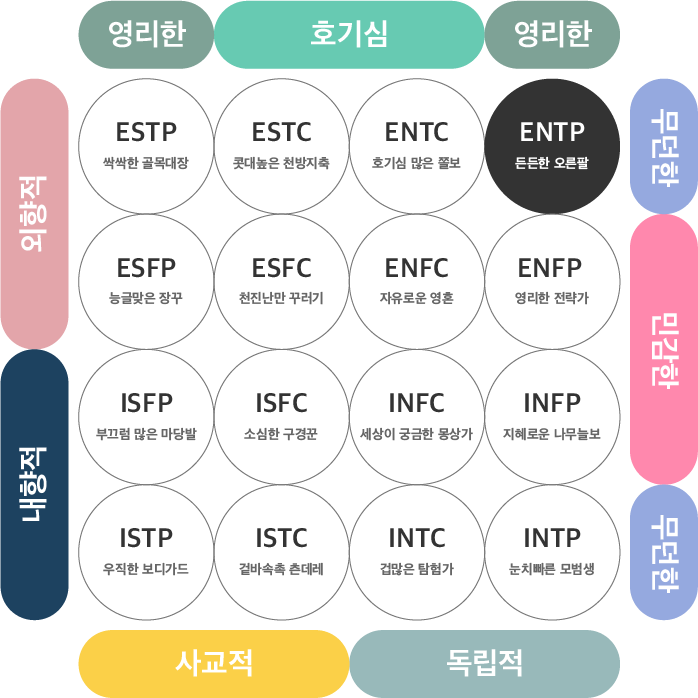 영리한
호기심
영리한
외향적
내향적
ESTP
싹싹한 골목대장
ESTC
콧대높은 천방지축
ENTC
호기심 많은 쫄보
ENTP
든든한 오른팔
무던한
ESFP
능글맞은 장꾸
ESFC
천진난만 꾸러기
ENFC
자유로운 영혼
ENFP
영리한 전략가
민감한
ISFP
부끄럼 많은 마당발
ISFC
소심한 구경꾼
INFC
세상이 궁금한 몽상가
INFP
지혜로운 나무늘보
ISTP
우직한 보디가드
ISTC
겉바속촉 츤데레
INTC
겁많은 탐험가
INTP
눈치빠른 모범생
무던한
사교적
독립적